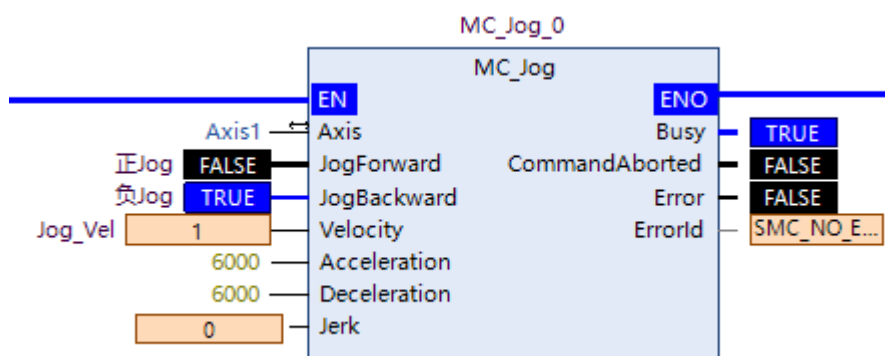 MC_Jog_0
MC_Jog
EN ENO
Axis1 Axis Busy TRUE
正Jog FALSE JogForward CommandAborted FALSE
负Jog TRUE JogBackward Error FALSE
Jog_Vel 1 Velocity ErrorId SMC_NO_E...
6000 Acceleration
6000 Deceleration
0 Jerk